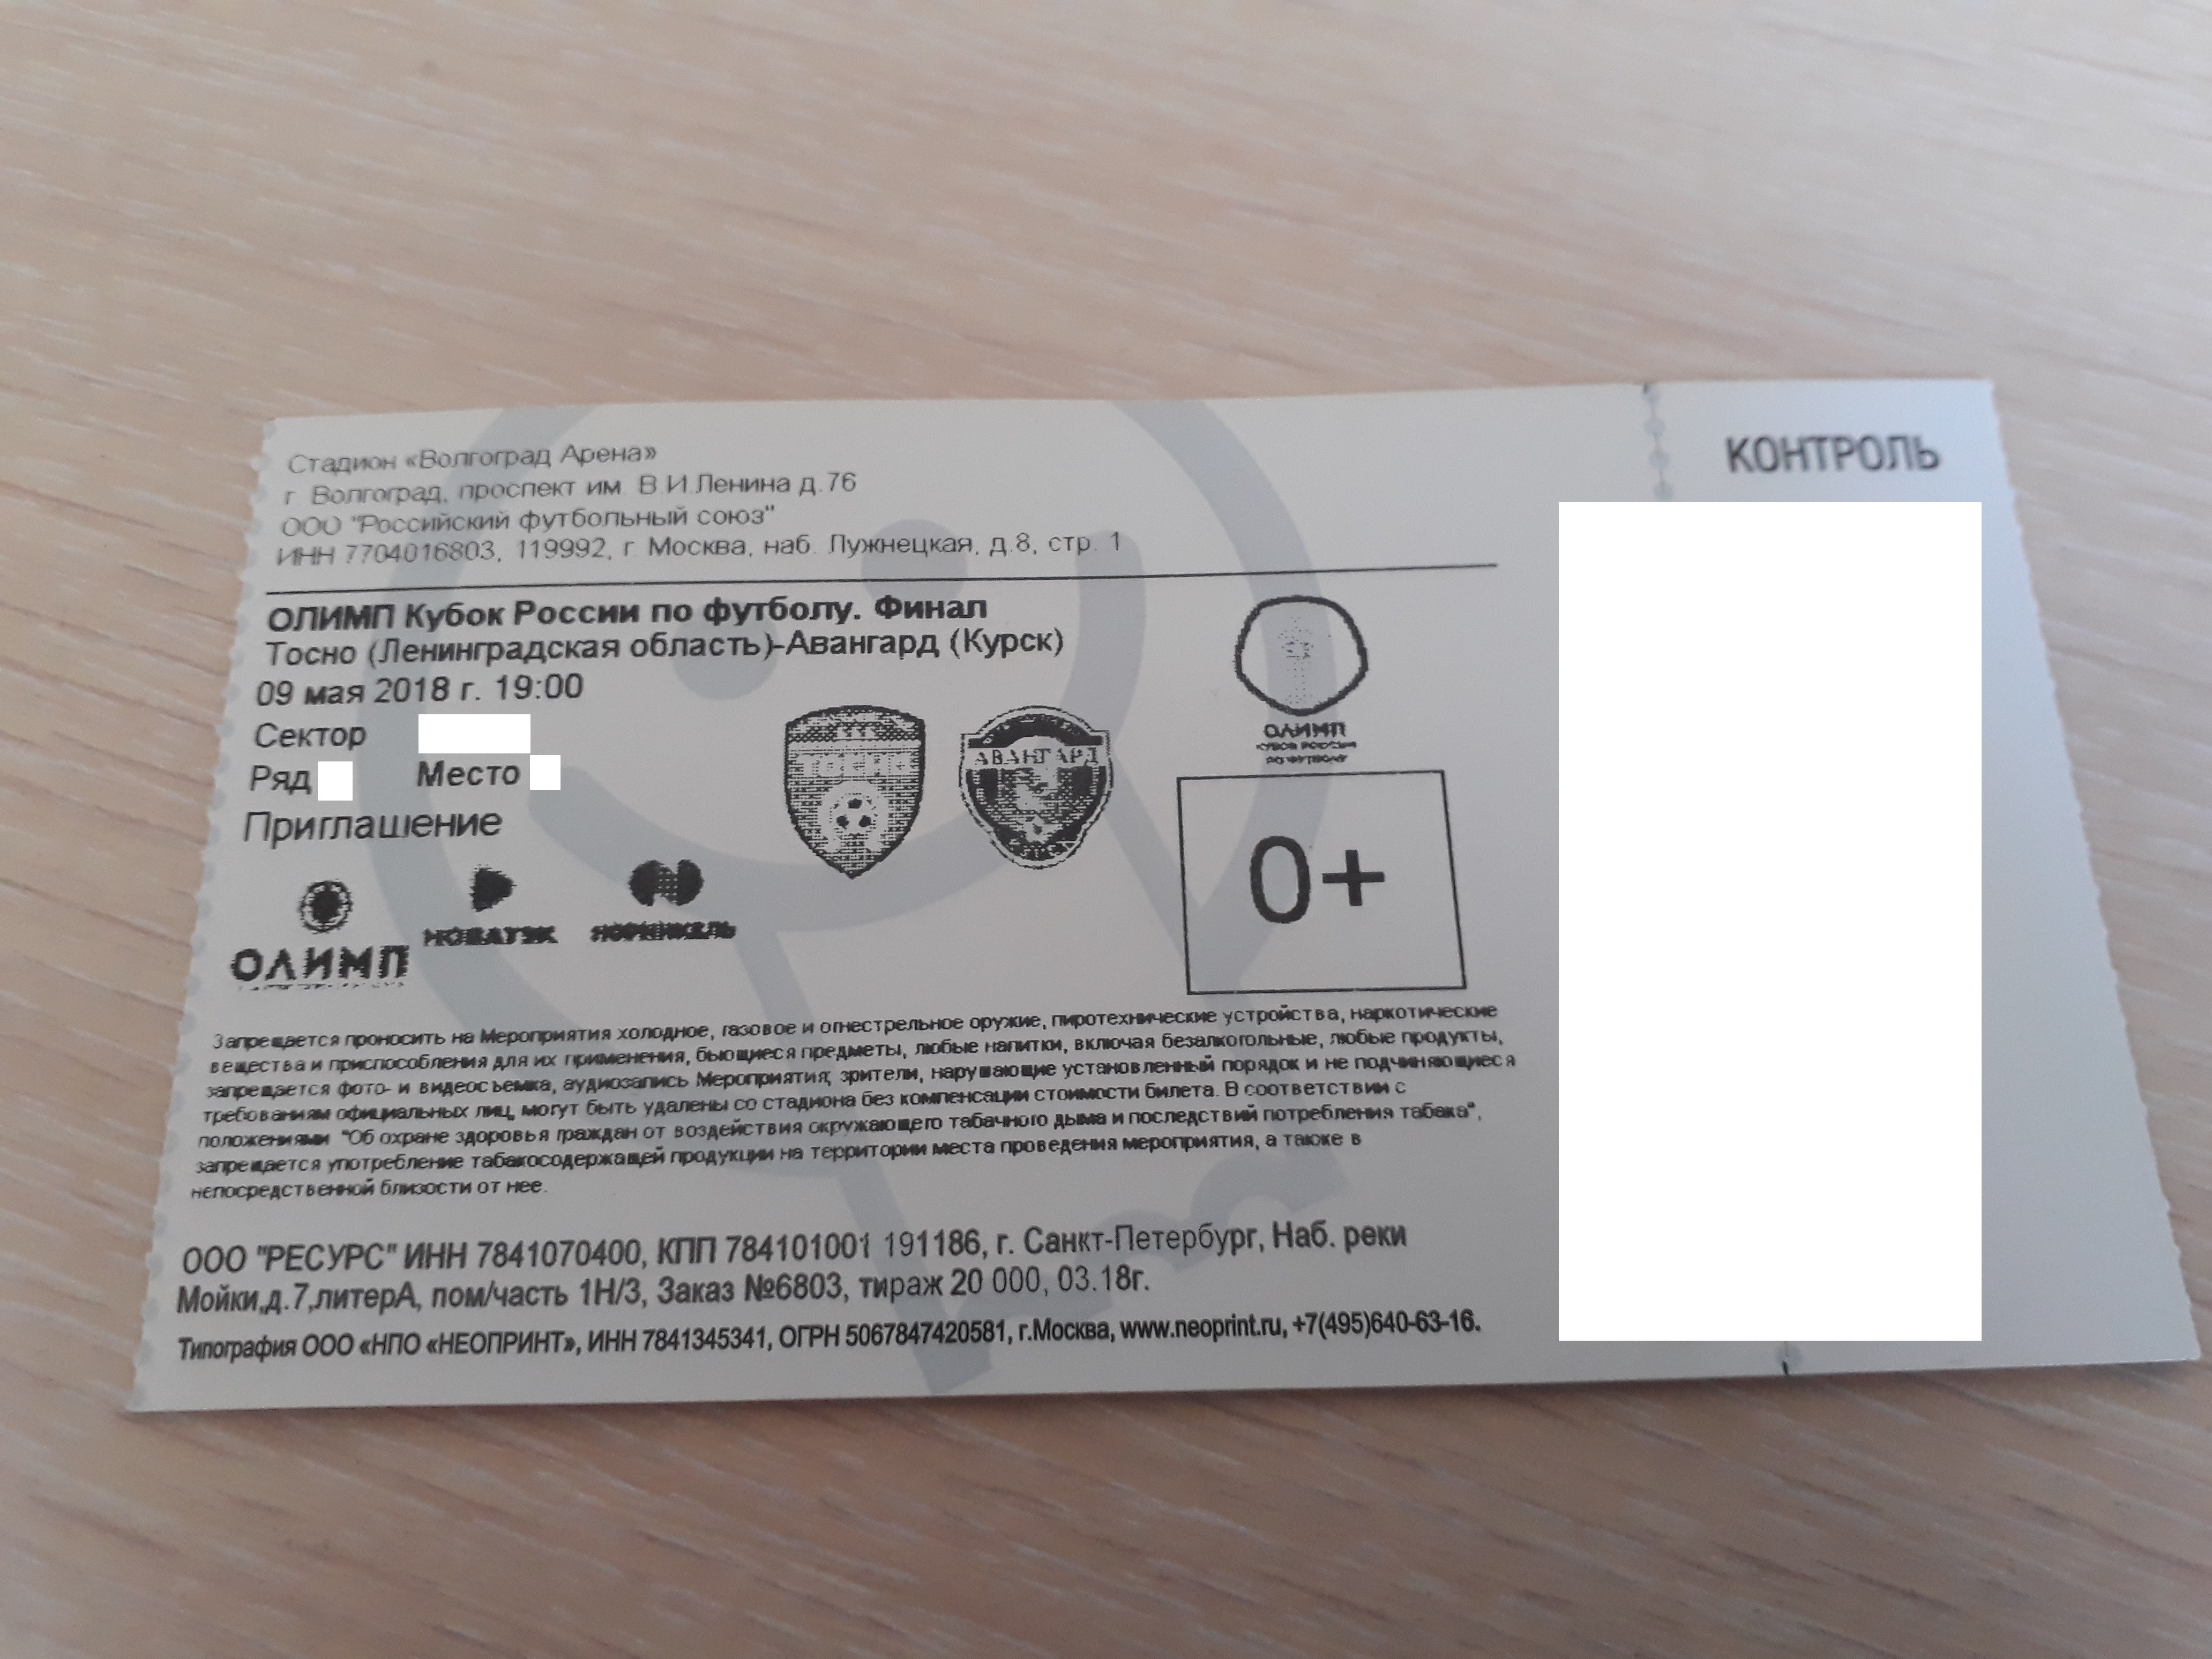 Стадион «Волгоград Арена»
г. Волгоград, проспект им. В.И.Ленина д.76
ООО "Российский футбольный союз"
ИНН 7704016803, 119992, г. Москва, наб. Лужнецкая, д.8, стр. 1
КОНТРОЛЬ
ОЛИМП Кубок России по футболу. Финал
Тосно (Ленинградская область)-Авангард (Курск)
09 мая 2018 г. 19:00
Сектор
Ряд Место
Приглашение
ТОСНО
АВАНГАРД
КУРСК
ОЛИМП
КУБОК РОССИИ
ПО ФУТБОЛУ
0+
ОЛИМП
НОВАТЭК
НОРНИКЕЛЬ
Запрещается проносить на Мероприятия холодное, газовое и огнестрельное оружие, пиротехнические устройства, наркотические
вещества и приспособления для их применения, бьющиеся предметы, любые напитки, включая безалкогольные, любые продукты,
запрещается фото- и видеосъемка, аудиозапись Мероприятия; зрители, нарушающие установленный порядок и не подчиняющиеся
требованиям официальных лиц, могут быть удалены со стадиона без компенсации стоимости билета. В соответствии с
положениями "Об охране здоровья граждан от воздействия окружающего табачного дыма и последствий потребления табака",
запрещается употребление табакосодержащей продукции на территории места проведения мероприятия, а также в
непосредственной близости от нее.
ООО "РЕСУРС" ИНН 7841070400, КПП 784101001 191186, г. Санкт-Петербург, Наб. реки
Мойки,д.7,литерА, пом/часть 1Н/3, Заказ №6803, тираж 20 000, 03.18г.
Типография ООО «НПО «НЕОПРИНТ», ИНН 7841345341, ОГРН 5067847420581, г.Москва, www.neoprint.ru, +7(495)640-63-16.